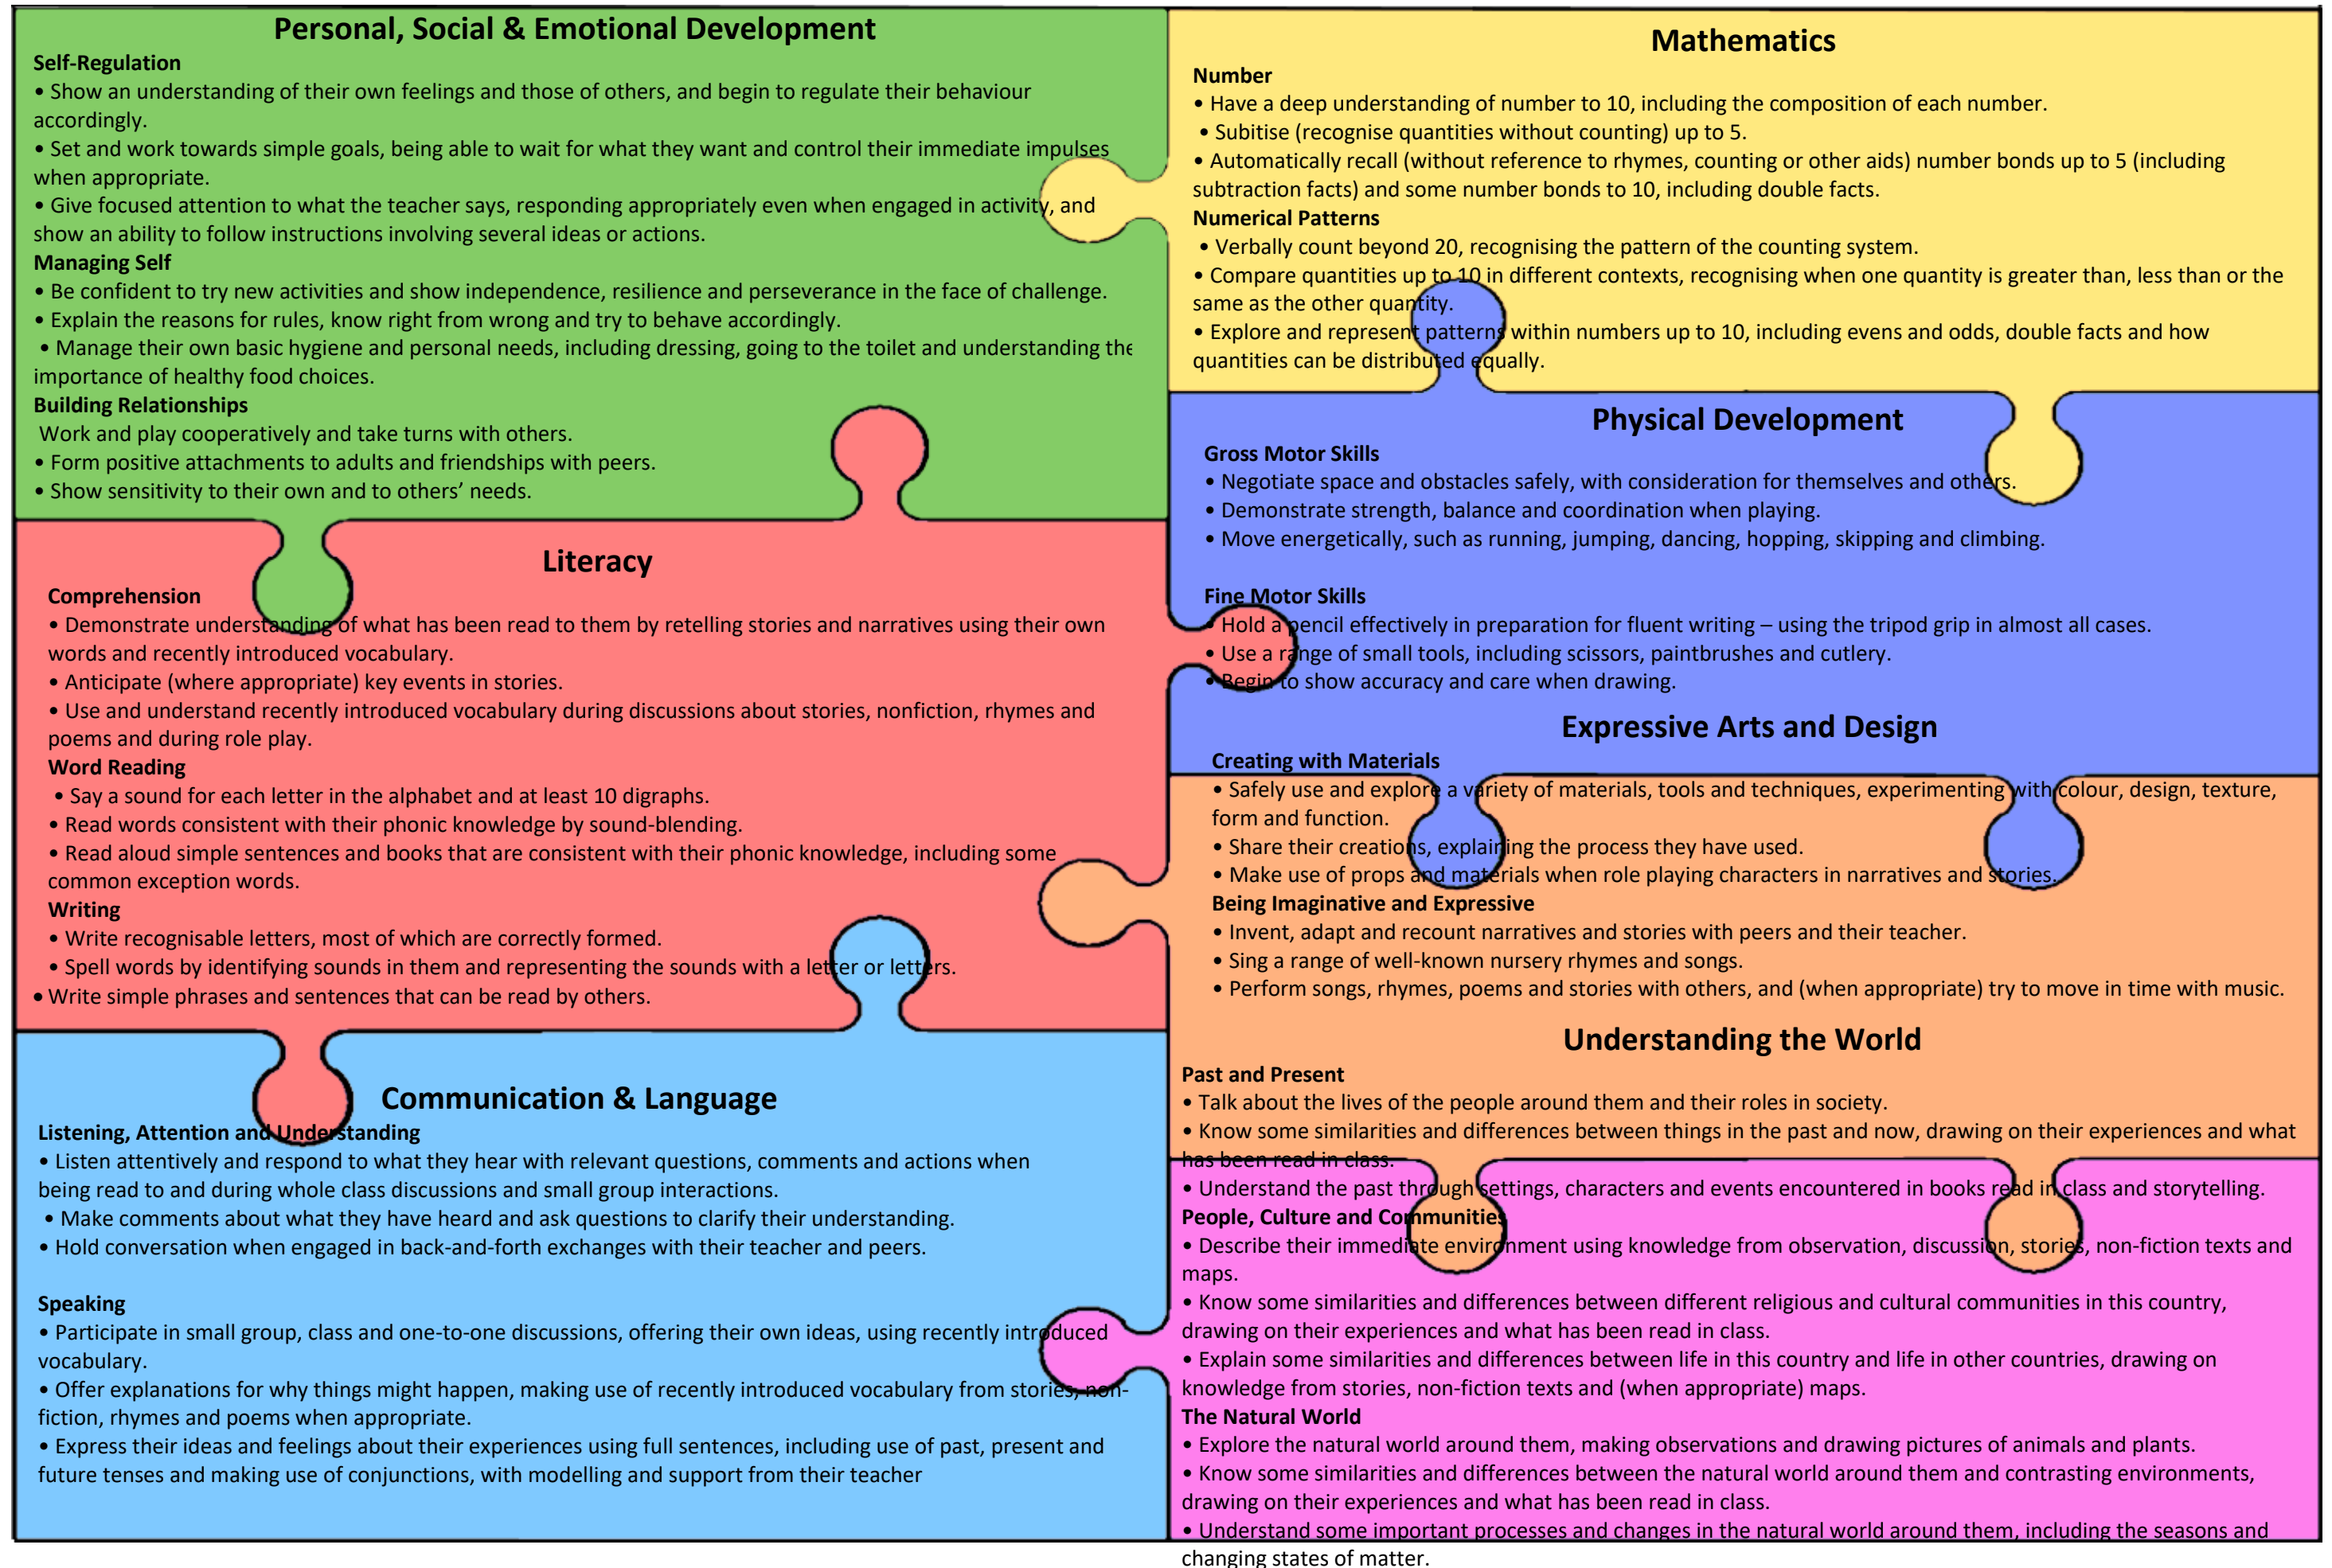 Personal, Social & Emotional Development
Self-Regulation
• Show an understanding of their own feelings and those of others, and begin to regulate their behaviour
accordingly.
• Set and work towards simple goals, being able to wait for what they want and control their immediate impulses
when appropriate.
• Give focused attention to what the teacher says, responding appropriately even when engaged in activity, and
show an ability to follow instructions involving several ideas or actions.
Managing Self
• Be confident to try new activities and show independence, resilience and perseverance in the face of challenge.
• Explain the reasons for rules, know right from wrong and try to behave accordingly.
• Manage their own basic hygiene and personal needs, including dressing, going to the toilet and understanding the
importance of healthy food choices.
Building Relationships
Work and play cooperatively and take turns with others.
• Form positive attachments to adults and friendships with peers.
• Show sensitivity to their own and to others’ needs.
Literacy
Comprehension
• Demonstrate understanding of what has been read to them by retelling stories and narratives using their own
words and recently introduced vocabulary.
• Anticipate (where appropriate) key events in stories.
• Use and understand recently introduced vocabulary during discussions about stories, nonfiction, rhymes and
poems and during role play.
Word Reading
• Say a sound for each letter in the alphabet and at least 10 digraphs.
• Read words consistent with their phonic knowledge by sound-blending.
• Read aloud simple sentences and books that are consistent with their phonic knowledge, including some
common exception words.
Writing
• Write recognisable letters, most of which are correctly formed.
• Spell words by identifying sounds in them and representing the sounds with a letter or letters.
• Write simple phrases and sentences that can be read by others.
Communication & Language
Listening, Attention and Understanding
• Listen attentively and respond to what they hear with relevant questions, comments and actions when
being read to and during whole class discussions and small group interactions.
• Make comments about what they have heard and ask questions to clarify their understanding.
• Hold conversation when engaged in back-and-forth exchanges with their teacher and peers.
Speaking
• Participate in small group, class and one-to-one discussions, offering their own ideas, using recently introduced
vocabulary.
• Offer explanations for why things might happen, making use of recently introduced vocabulary from stories, non-
fiction, rhymes and poems when appropriate.
• Express their ideas and feelings about their experiences using full sentences, including use of past, present and
future tenses and making use of conjunctions, with modelling and support from their teacher
Mathematics
Number
• Have a deep understanding of number to 10, including the composition of each number.
• Subitise (recognise quantities without counting) up to 5.
• Automatically recall (without reference to rhymes, counting or other aids) number bonds up to 5 (including
subtraction facts) and some number bonds to 10, including double facts.
Numerical Patterns
• Verbally count beyond 20, recognising the pattern of the counting system.
• Compare quantities up to 10 in different contexts, recognising when one quantity is greater than, less than or the
same as the other quantity.
• Explore and represent patterns within numbers up to 10, including evens and odds, double facts and how
quantities can be distributed equally.
Physical Development
Gross Motor Skills
• Negotiate space and obstacles safely, with consideration for themselves and others.
• Demonstrate strength, balance and coordination when playing.
• Move energetically, such as running, jumping, dancing, hopping, skipping and climbing.
Fine Motor Skills
• Hold a pencil effectively in preparation for fluent writing – using the tripod grip in almost all cases.
• Use a range of small tools, including scissors, paintbrushes and cutlery.
• Begin to show accuracy and care when drawing.
Expressive Arts and Design
Creating with Materials
• Safely use and explore a variety of materials, tools and techniques, experimenting with colour, design, texture,
form and function.
• Share their creations, explaining the process they have used.
• Make use of props and materials when role playing characters in narratives and stories.
Being Imaginative and Expressive
• Invent, adapt and recount narratives and stories with peers and their teacher.
• Sing a range of well-known nursery rhymes and songs.
• Perform songs, rhymes, poems and stories with others, and (when appropriate) try to move in time with music.
Understanding the World
Past and Present
• Talk about the lives of the people around them and their roles in society.
• Know some similarities and differences between things in the past and now, drawing on their experiences and what
has been read in class.
• Understand the past through settings, characters and events encountered in books read in class and storytelling.
People, Culture and Communities
• Describe their immediate environment using knowledge from observation, discussion, stories, non-fiction texts and
maps.
• Know some similarities and differences between different religious and cultural communities in this country,
drawing on their experiences and what has been read in class.
• Explain some similarities and differences between life in this country and life in other countries, drawing on
knowledge from stories, non-fiction texts and (when appropriate) maps.
The Natural World
• Explore the natural world around them, making observations and drawing pictures of animals and plants.
• Know some similarities and differences between the natural world around them and contrasting environments,
drawing on their experiences and what has been read in class.
• Understand some important processes and changes in the natural world around them, including the seasons and
changing states of matter.